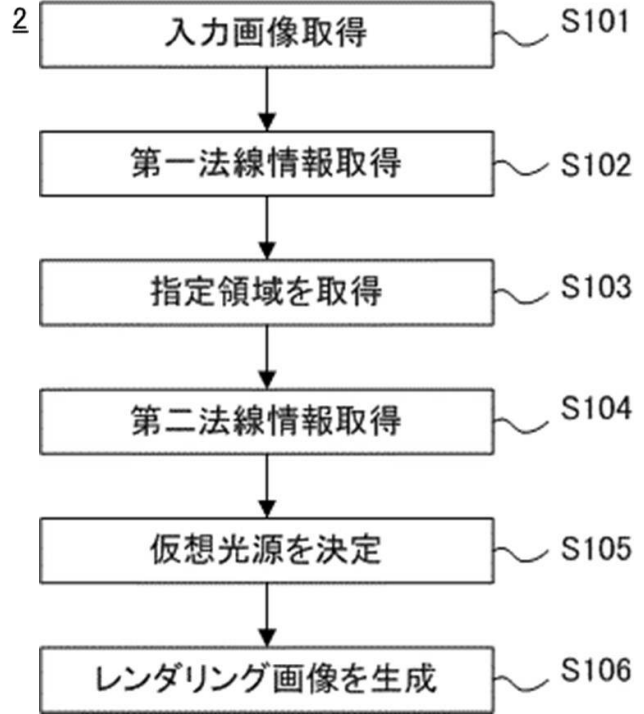 2
入力画像取得 S101
第一法線情報取得 S102
指定領域を取得 S103
第二法線情報取得 S104
仮想光源を決定 S105
レンダリング画像を生成 S106